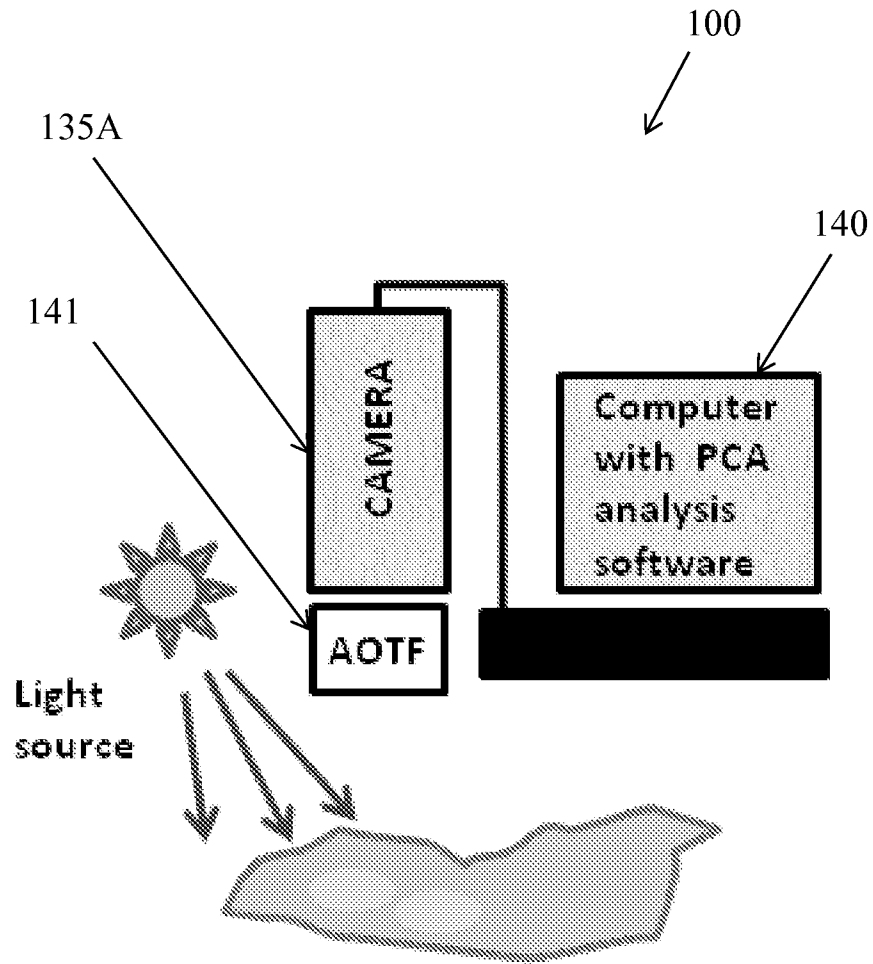 100
135A
140
141
CAMERA
Computer
with PCA
analysis
software
AOTF
Light
source